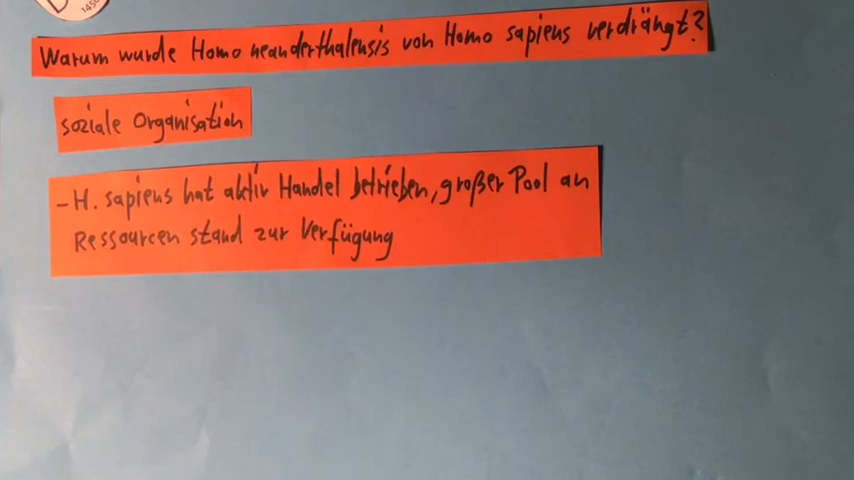 1450
Warum wurde Homo neanderthalensis von Homo sapiens verdrängt?
soziale Organisation
- H. sapiens hat aktiv Handel betrieben, großer Pool an
Ressourcen stand zur Verfügung